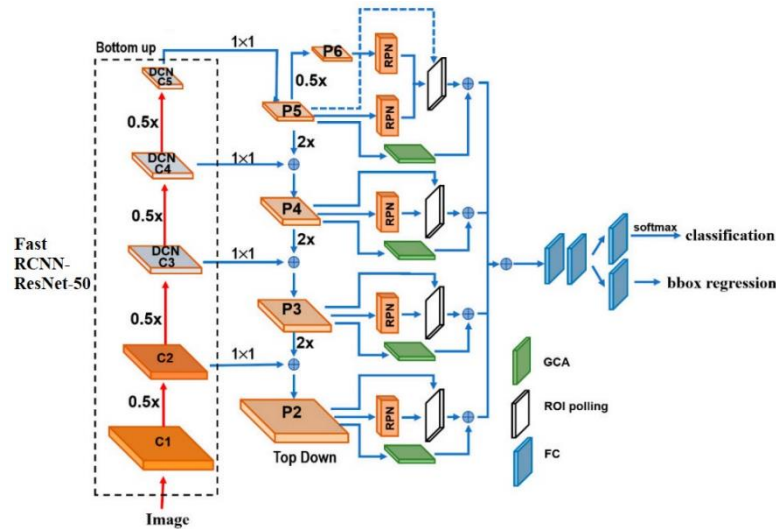 Bottom up
1×1
P6
RPN
DCN
C5
0.5x
P5
RPN
0.5x
2x
DCN
C4
1×1
P4
RPN
0.5x
2x
Fast
RCNN-
ResNet-50
DCN
C3
1×1
softmax
classification
P3
RPN
bbox regression
0.5x
2x
C2
1×1
GCA
0.5x
P2
RPN
ROI polling
C1
Top Down
FC
Image